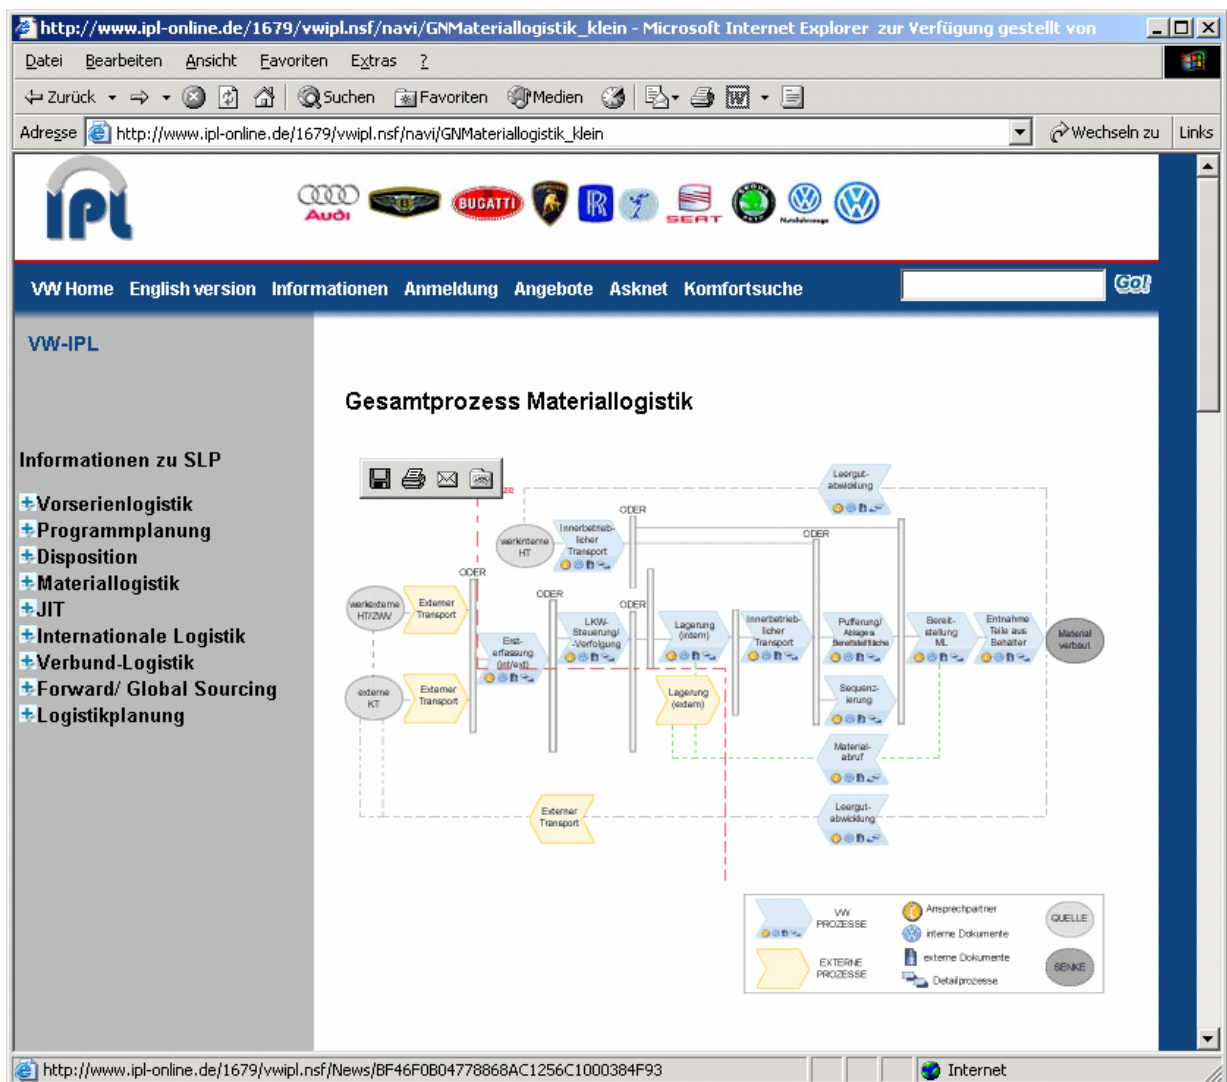 http://www.ipl-online.de/1679/vwipl.nsf/navi/GNMateriallogistik_klein - Microsoft Internet Explorer zur Verfügung gestellt von
Datei Bearbeiten Ansicht Favoriten Extras ?
Zurück Suchen Favoriten Medien
Adresse http://www.ipl-online.de/1679/vwipl.nsf/navi/GNMateriallogistik_klein Wechseln zu Links
IPL
Audi BUGATTI SEAT Nutzfahrzeuge
VW Home English version Informationen Anmeldung Angebote Asknet Komfortsuche Go!
VW-IPL
Gesamtprozess Materiallogistik
Informationen zu SLP
Vorserienlogistik
Programmplanung
Disposition
Materiallogistik
JIT
Internationale Logistik
Verbund-Logistik
Forward/ Global Sourcing
Logistikplanung
ze
Leergut-
abwicklung
ODER
werkinterne
HT
Innerbetrieb-
licher
Transport
ODER
ODER
werkexterne
HT/ZWV
Externer
Transport
ODER
ODER
Erst-
erfassung
(int/ext)
LKW-
Steuerung/
-Verfolgung
Lagerung
(intern)
Innerbetrieb-
licher
Transport
Pufferung/
Ablage a.
Bereitstellfläche
Bereit-
stellung
ML
Entnahme
Teile aus
Behälter
Material
verbaut
externe
KT
Externer
Transport
Lagerung
(extern)
Sequenz-
ierung
Material-
abruf
Externer
Transport
Leergut-
abwicklung
VW
PROZESSE
EXTERNE
PROZESSE
Ansprechpartner
interne Dokumente
externe Dokumente
Detailprozesse
QUELLE
SENKE
http://www.ipl-online.de/1679/vwipl.nsf/News/BF46F0B04778868AC1256C1000384F93 Internet